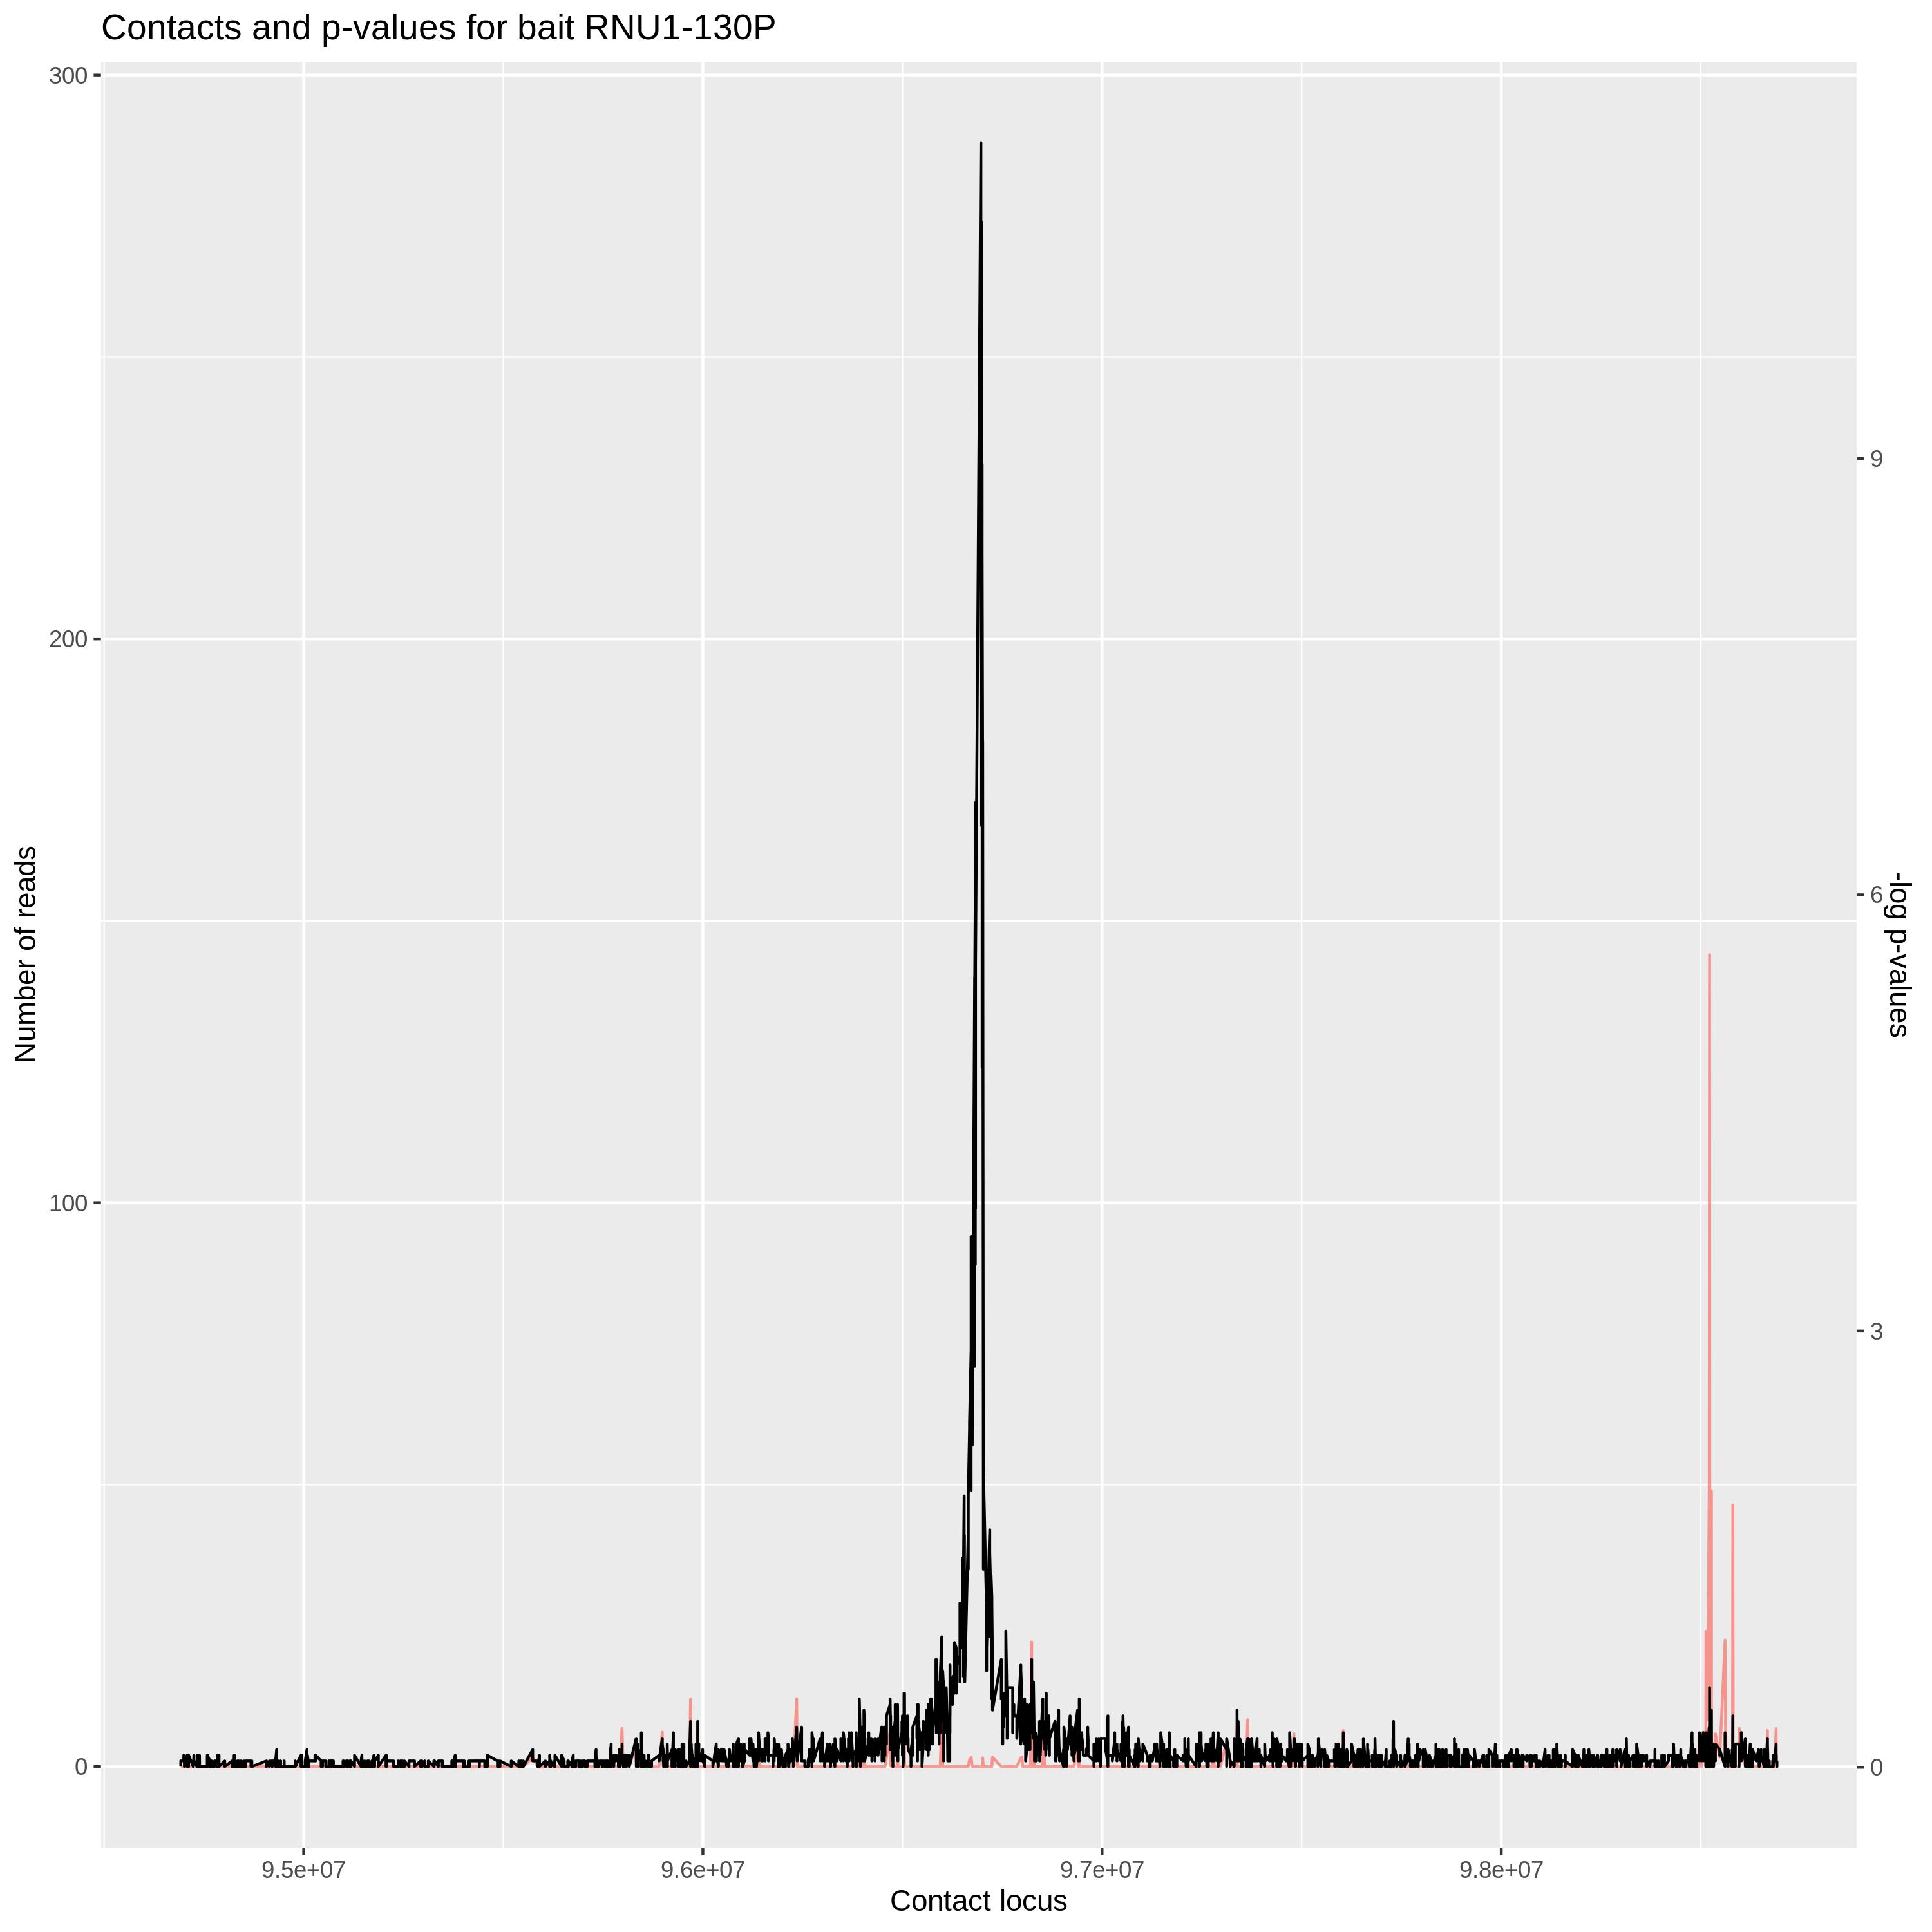 Contacts and p-values for bait RNU1-130P
300
200
100
0
Number of reads
9
6
3
0
-log p-values
9.5e+07
9.6e+07
9.7e+07
9.8e+07
Contact locus